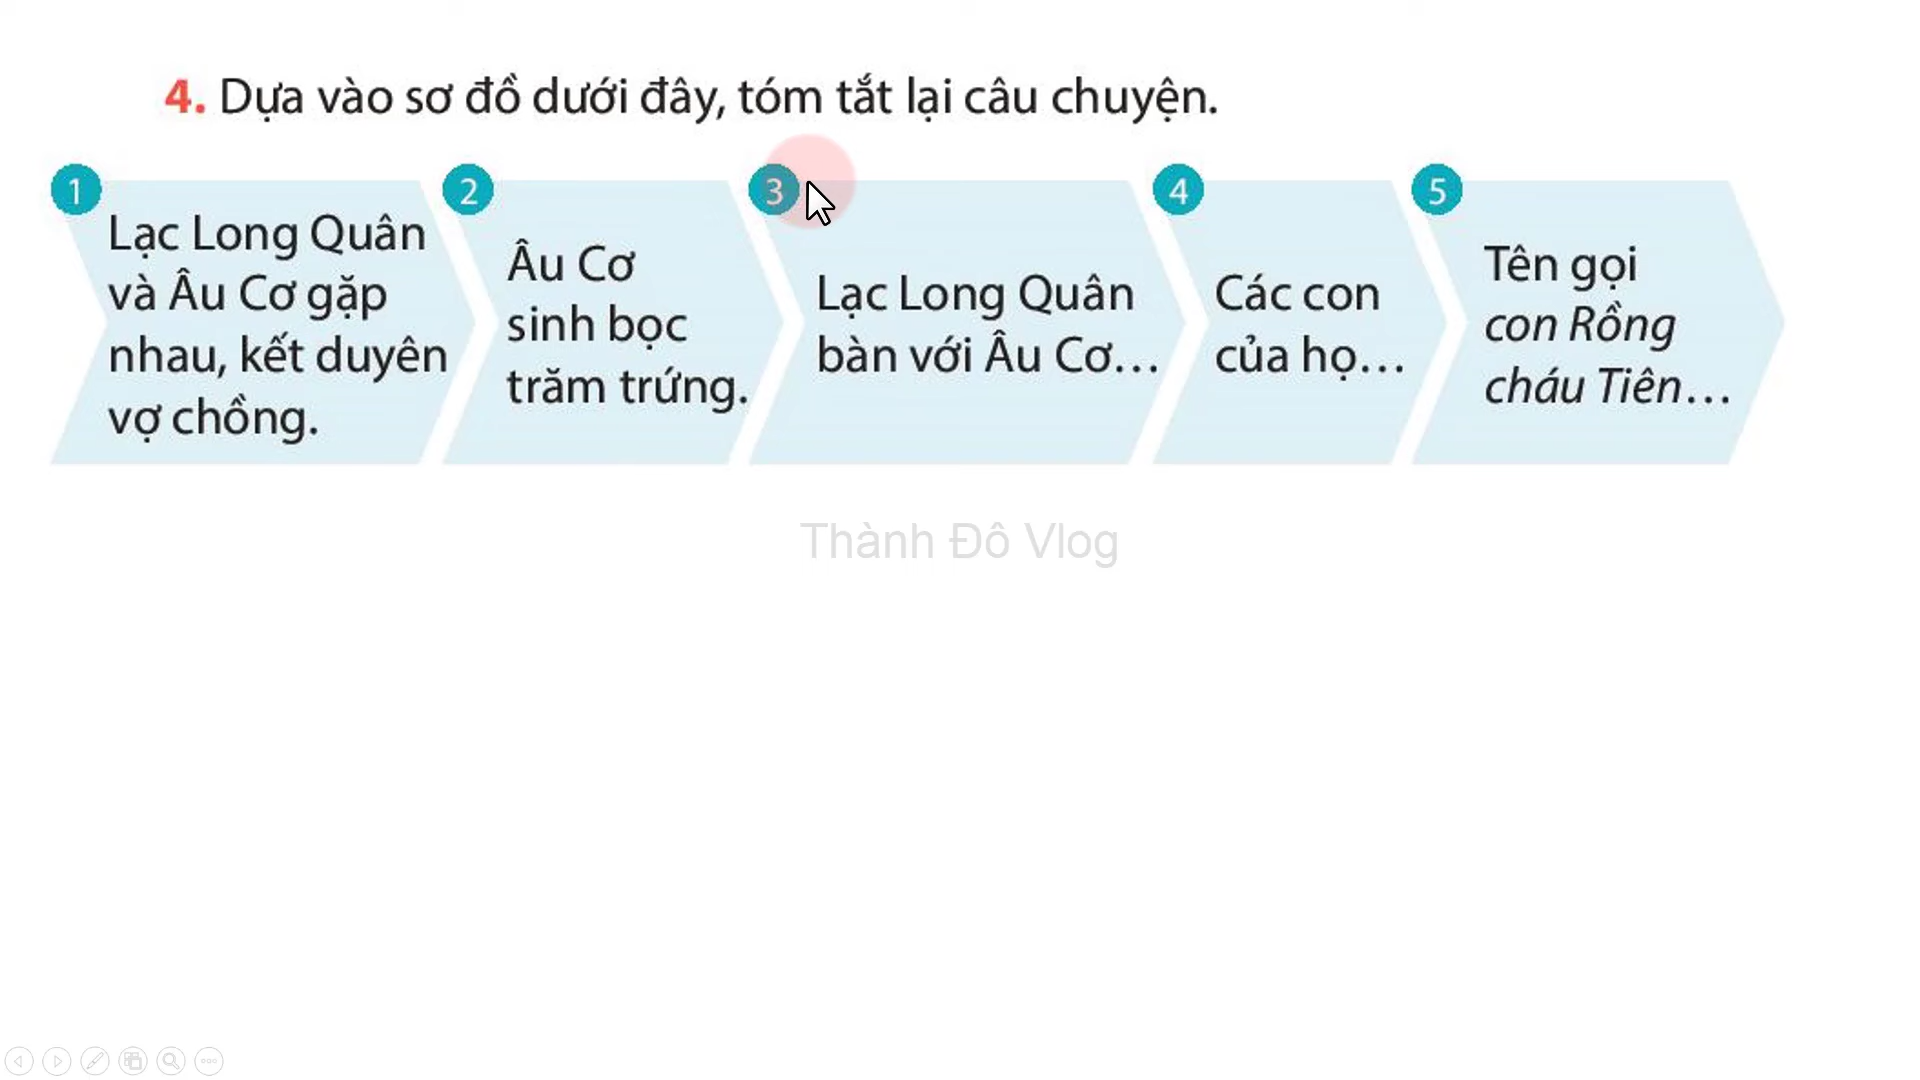 4. Dựa vào sơ đồ dưới đây, tóm tắt lại câu chuyện.
1
Lạc Long Quân
và Âu Cơ gặp
nhau, kết duyên
vợ chồng.
2
Âu Cơ
sinh bọc
trăm trứng.
3
Lạc Long Quân
bàn với Âu Cơ...
4
Các con
của họ...
5
Tên gọi
con Rồng
cháu Tiên...
Thành Đô Vlog